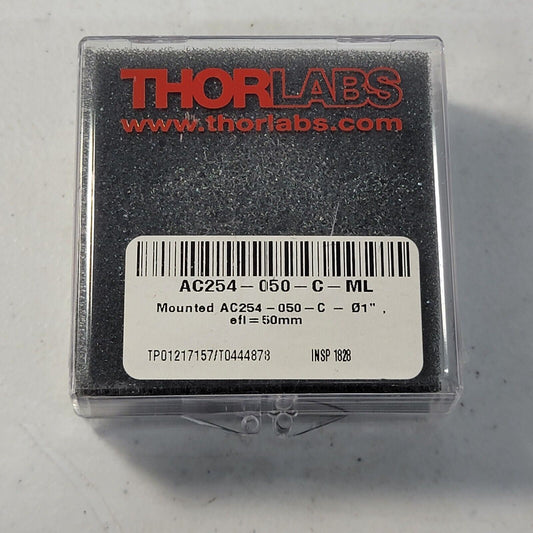 THORLABS
www.thorlabs.com
AC254-050-C-ML
Mounted AC254-050-C - Ø1",
efl=50mm
TP01217157/T0444878 INSP 1828